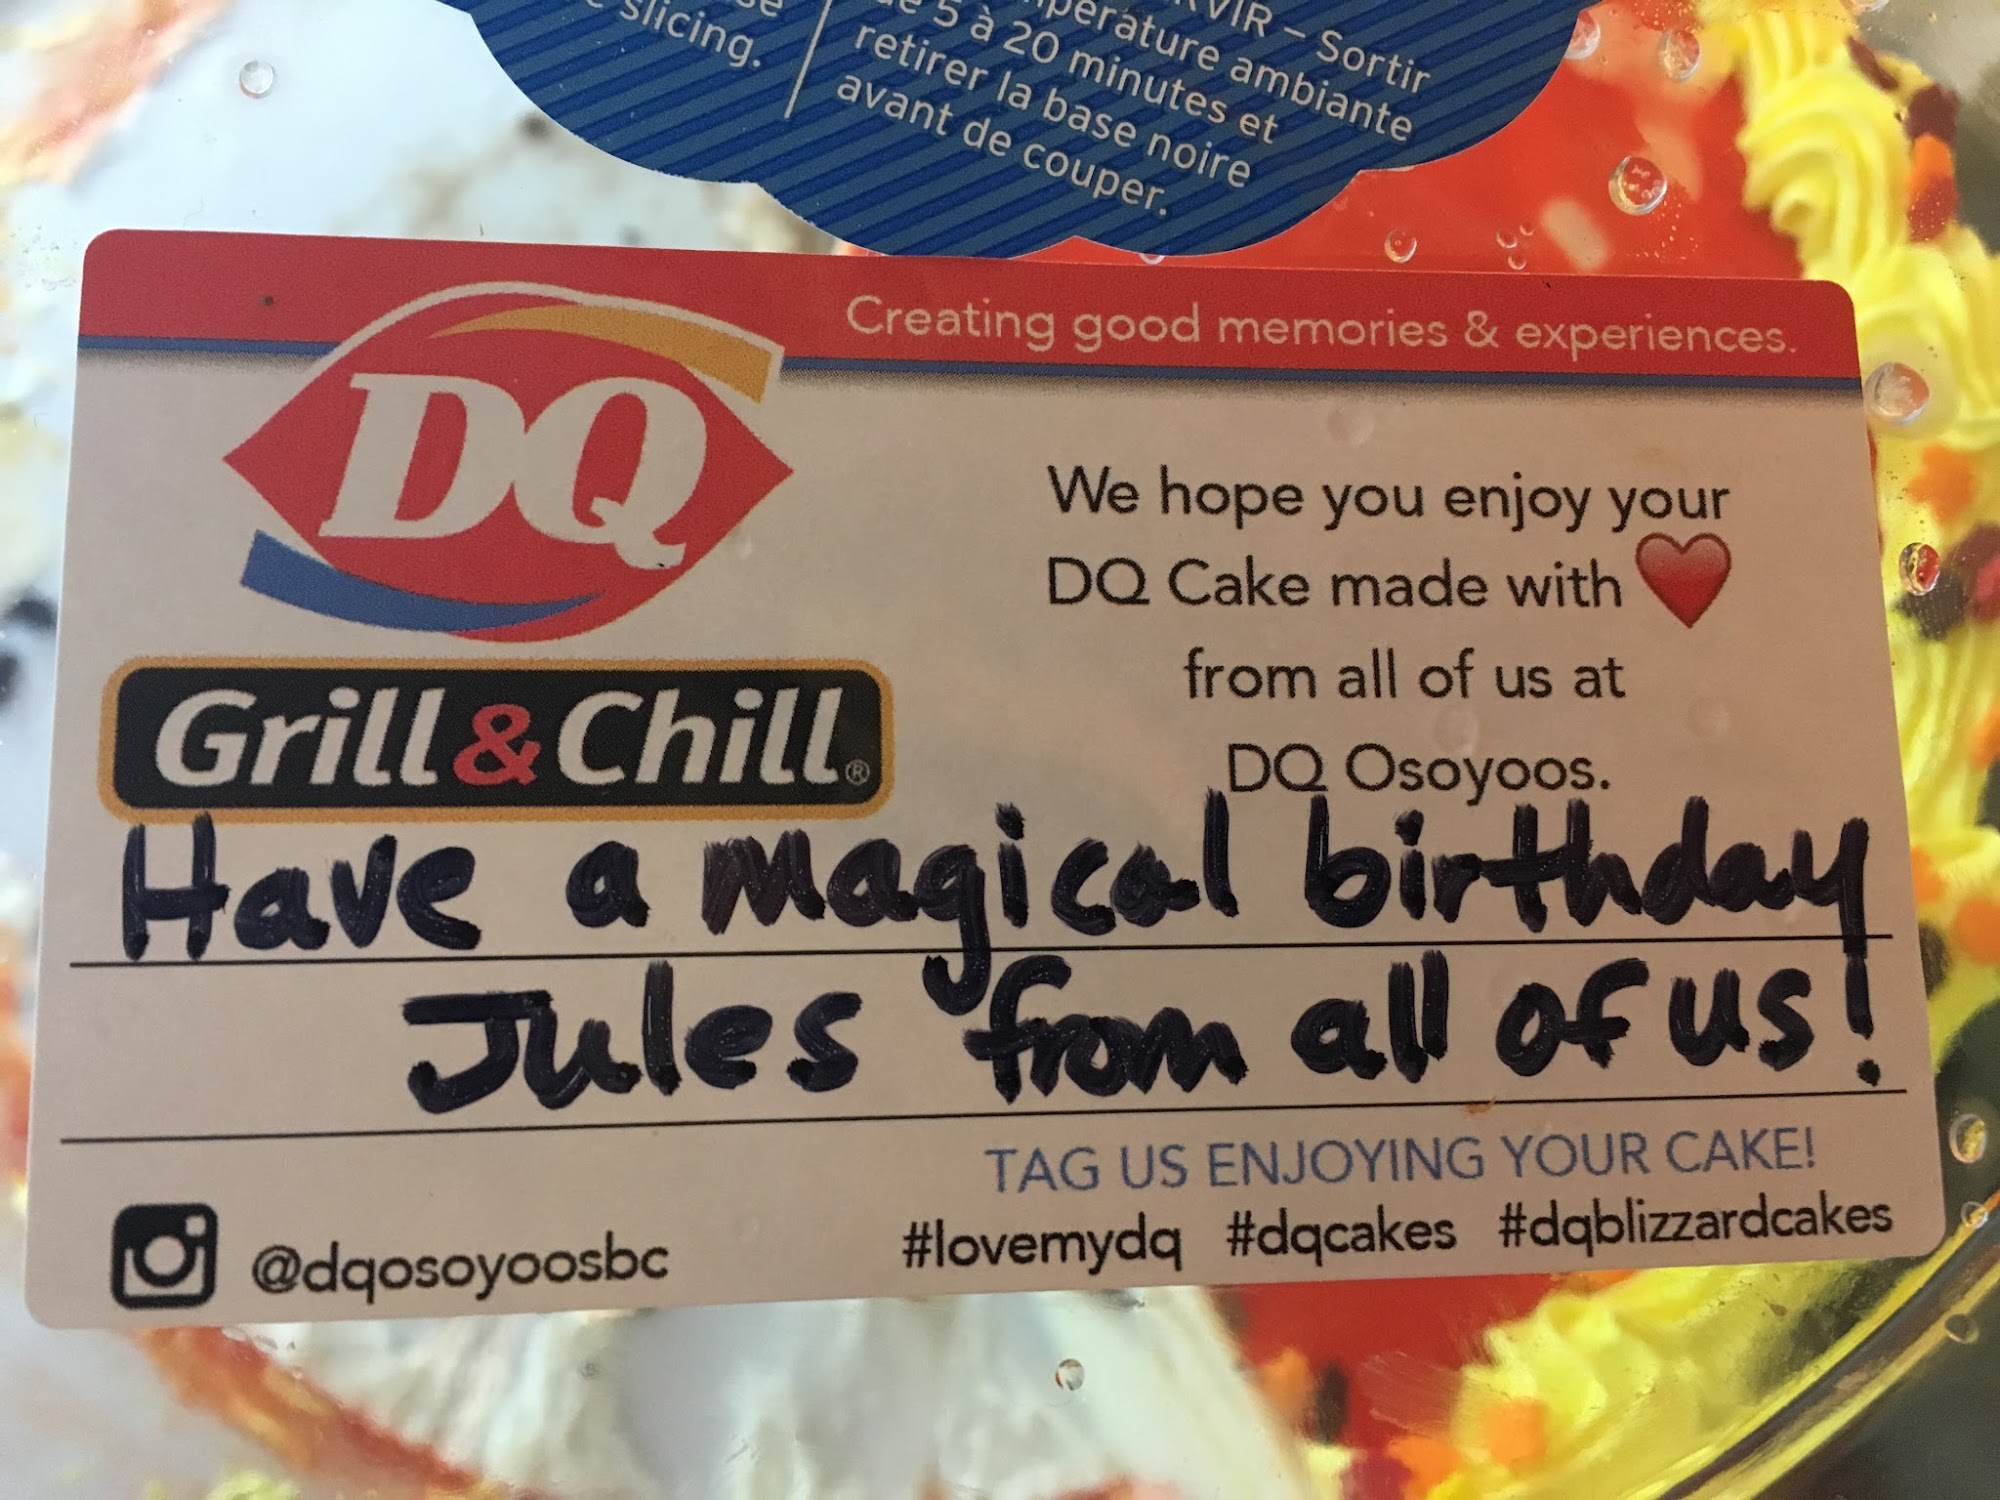 slicing.
RVIR – Sortir
5 à 20 minutes et
température ambiante
retirer la base noire
avant de couper.
Creating good memories & experiences.
DQ
Grill & Chill®
We hope you enjoy your
DQ Cake made with ❤
from all of us at
DQ Osoyoos.
Have a magical birthday
Jules from all of us!
TAG US ENJOYING YOUR CAKE!
@dqosoyoosbc
#lovemydq #dqcakes #dqblizzardcakes